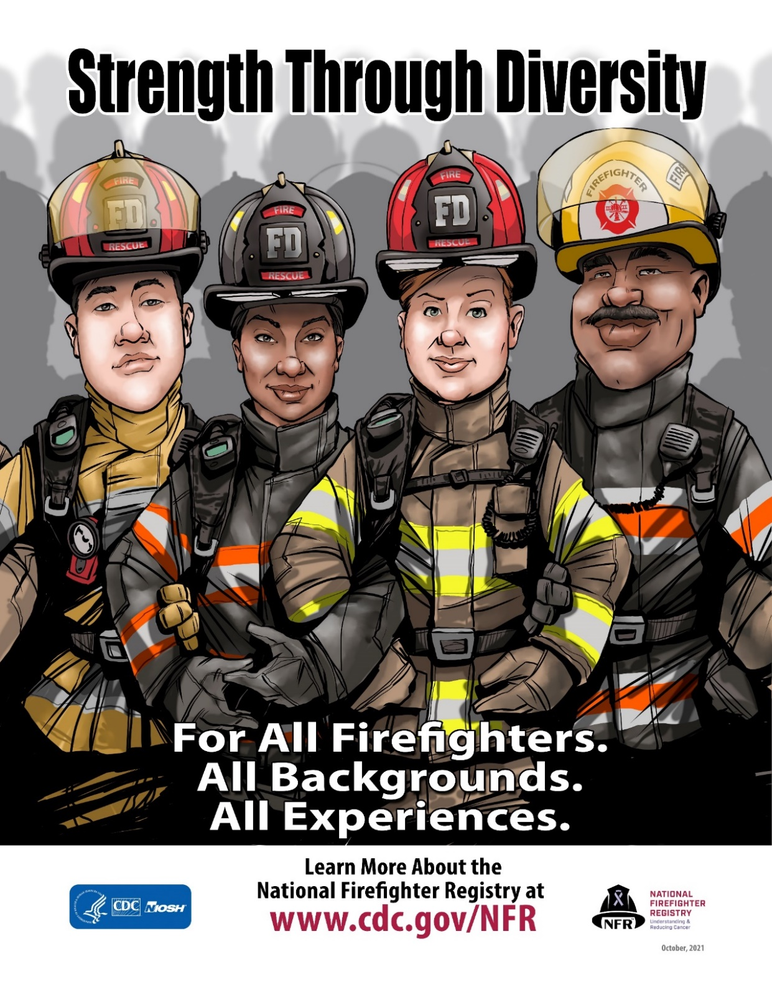 Strength Through Diversity
FIRE
FD
RESCUE
FIRE
FD
RESCUE
FIRE
FD
RESCUE
FIREFIGHTER
FIRE
For All Firefighters.
All Backgrounds.
All Experiences.
Learn More About the
National Firefighter Registry at
www.cdc.gov/NFR
CDC
NIOSH
NFR
NATIONAL
FIREFIGHTER
REGISTRY
Understanding &
Reducing Cancer
October, 2021